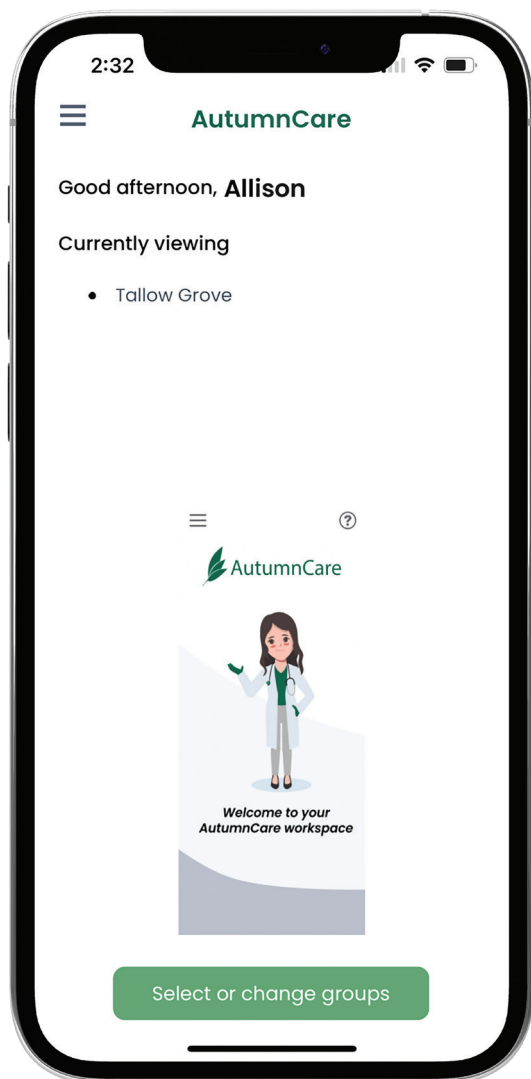 2:32
AutumnCare
Good afternoon, Allison
Currently viewing
• Tallow Grove
?
AutumnCare
Welcome to your
AutumnCare workspace
Select or change groups